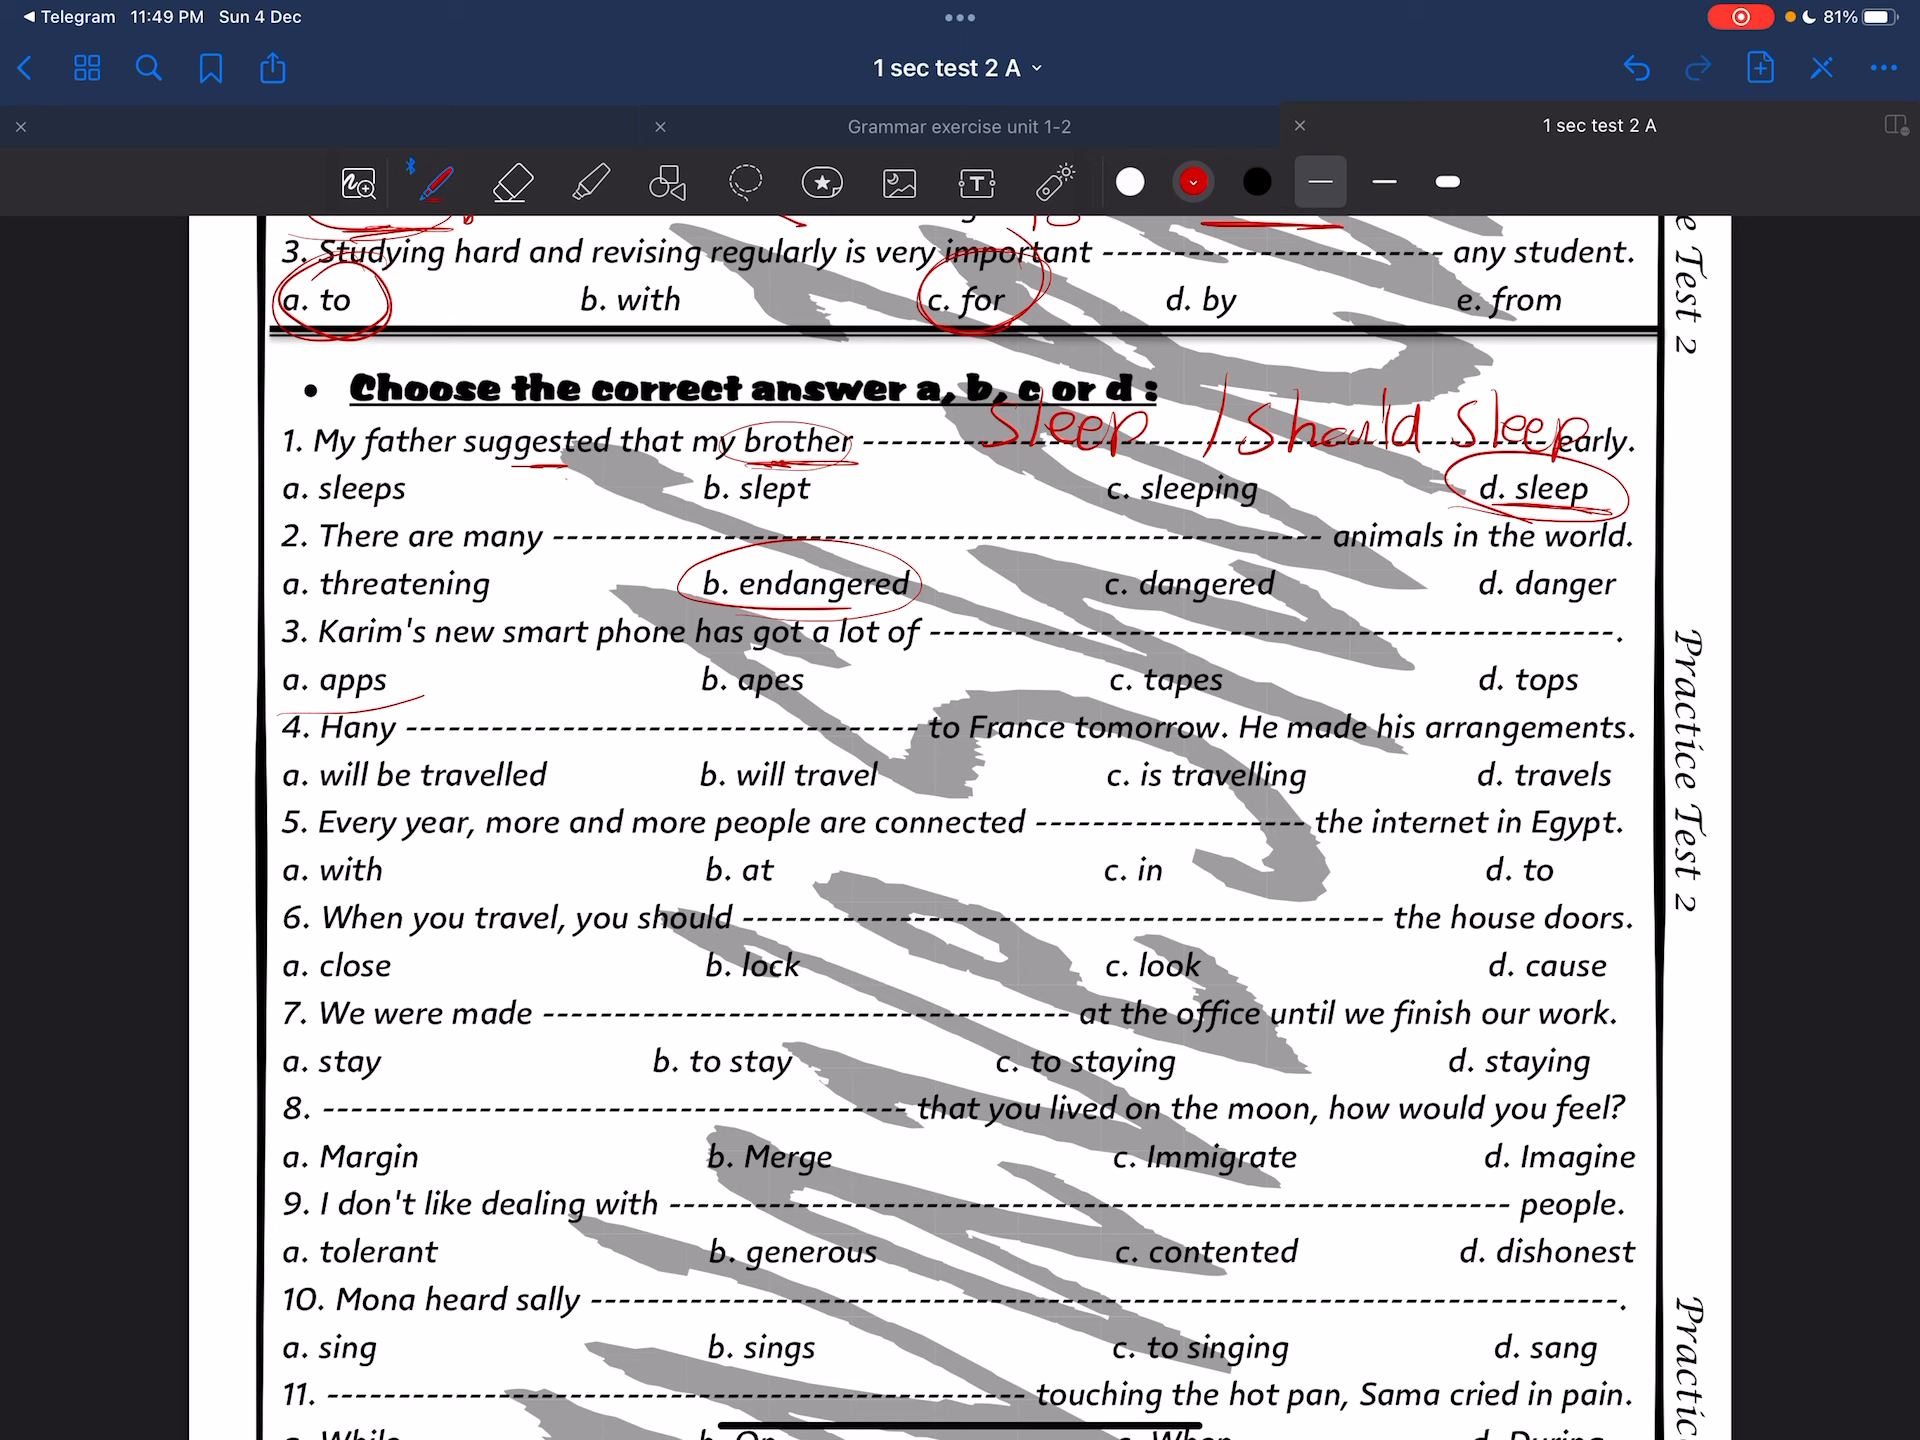 Telegram 11:49 PM Sun 4 Dec 81%
1 sec test 2 A
Grammar exercise unit 1-2
1 sec test 2 A
3. Studying hard and revising regularly is very important ------------------------ any student.
a. to b. with c. for d. by e. from
• Choose the correct answer a, b, c or d :
sleep / should sleep
1. My father suggested that my brother ------------------------ early.
a. sleeps b. slept c. sleeping d. sleep
2. There are many ------------------------ animals in the world.
a. threatening b. endangered c. dangered d. danger
3. Karim's new smart phone has got a lot of ------------------------.
a. apps b. apes c. tapes d. tops
4. Hany ------------------------ to France tomorrow. He made his arrangements.
a. will be travelled b. will travel c. is travelling d. travels
5. Every year, more and more people are connected ------------------------ the internet in Egypt.
a. with b. at c. in d. to
6. When you travel, you should ------------------------ the house doors.
a. close b. lock c. look d. cause
7. We were made ------------------------ at the office until we finish our work.
a. stay b. to stay c. to staying d. staying
8. ------------------------ that you lived on the moon, how would you feel?
a. Margin b. Merge c. Immigrate d. Imagine
9. I don't like dealing with ------------------------ people.
a. tolerant b. generous c. contented d. dishonest
10. Mona heard sally ------------------------.
a. sing b. sings c. to singing d. sang
11. ------------------------ touching the hot pan, Sama cried in pain.
a. While b. On c. When d. During
e Test 2
Practice Test 2
Practic